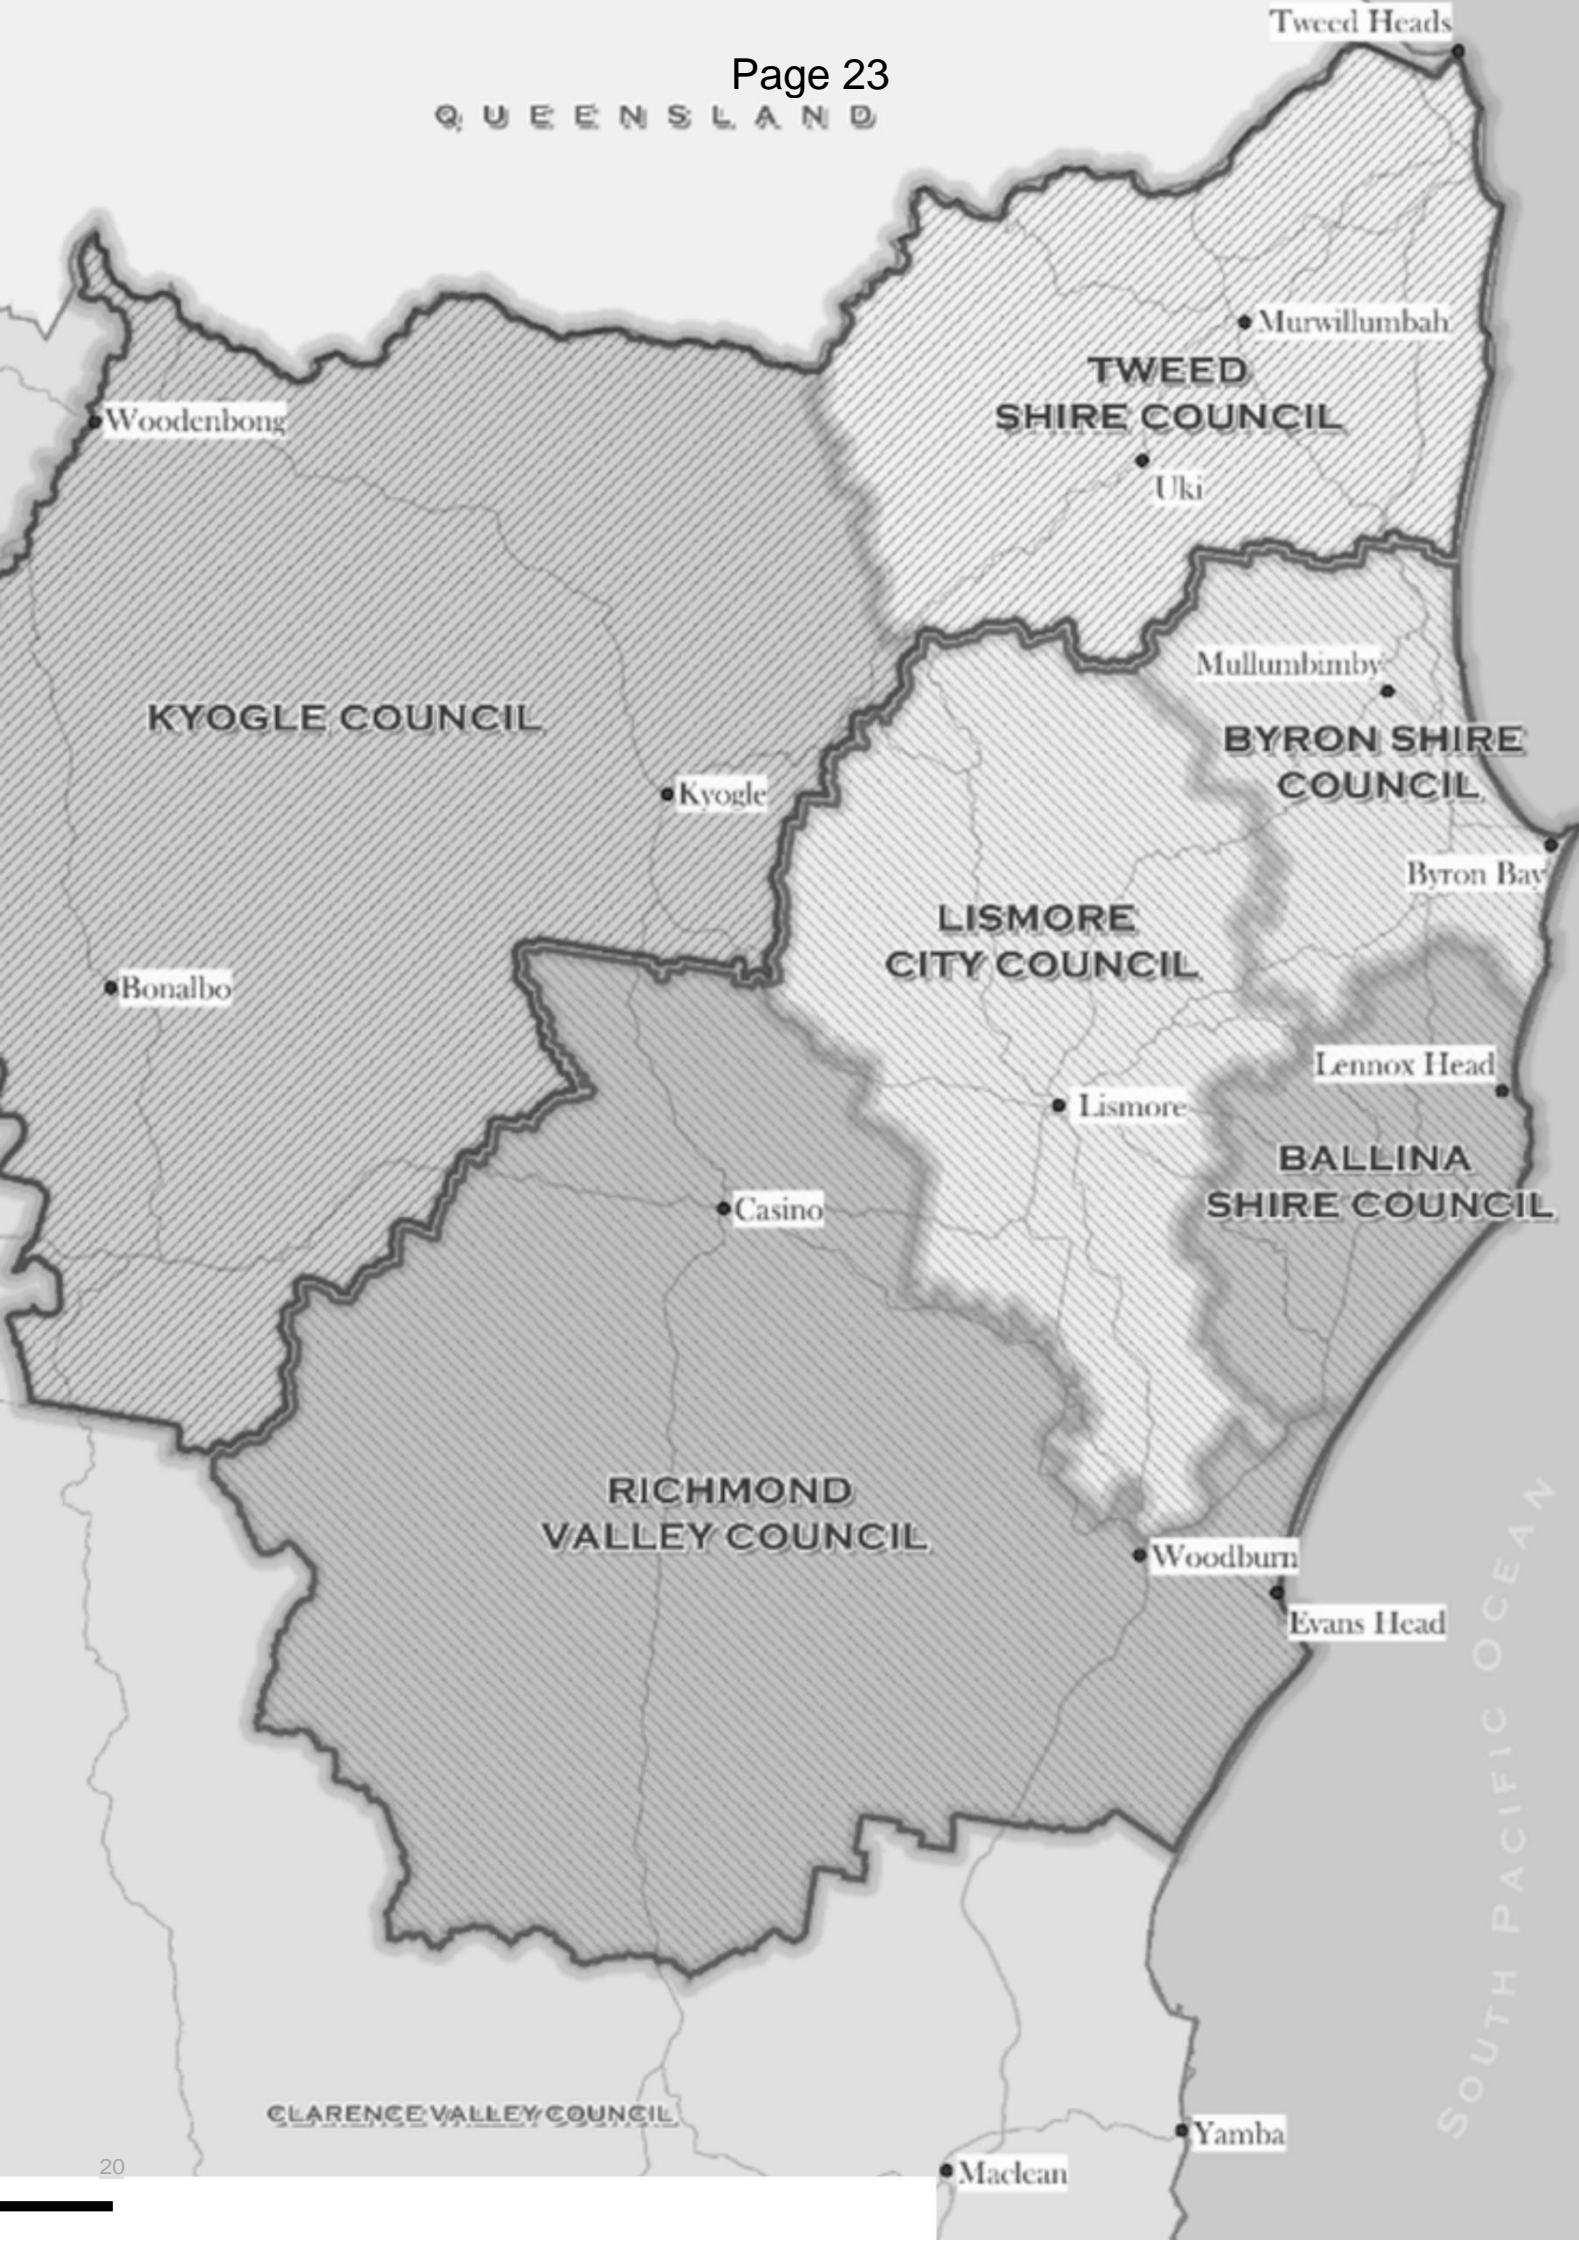 Tweed Heads
Page 23
QUEENSLAND
Murwillumbah
TWEED
SHIRE COUNCIL
Woodenbong
Uki
Mullumbimby
KYOGLE COUNCIL
BYRON SHIRE
COUNCIL
Kyogle
Byron Bay
LISMORE
CITY COUNCIL
Bonalbo
Lennox Head
Lismore
BALLINA
SHIRE COUNCIL
Casino
RICHMOND
VALLEY COUNCIL
Woodburn
Evans Head
SOUTH PACIFIC OCEAN
CLARENCE VALLEY COUNCIL
Yamba
20
Maclean